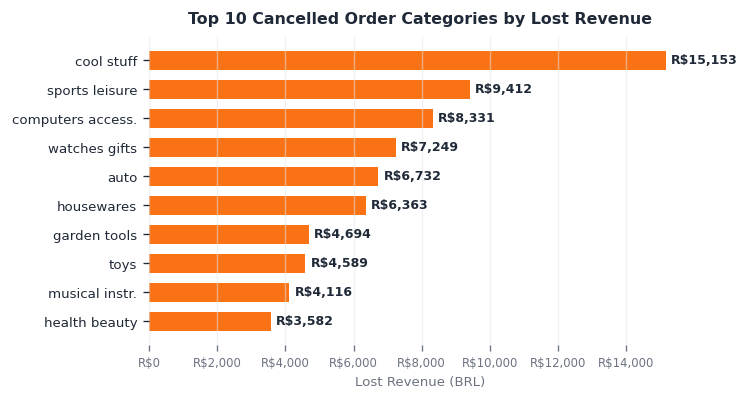 Top 10 Cancelled Order Categories by Lost Revenue
cool stuff R$15,153
sports leisure R$9,412
computers access. R$8,331
watches gifts R$7,249
auto R$6,732
housewares R$6,363
garden tools R$4,694
toys R$4,589
musical instr. R$4,116
health beauty R$3,582
R$0 R$2,000 R$4,000 R$6,000 R$8,000 R$10,000 R$12,000 R$14,000
Lost Revenue (BRL)